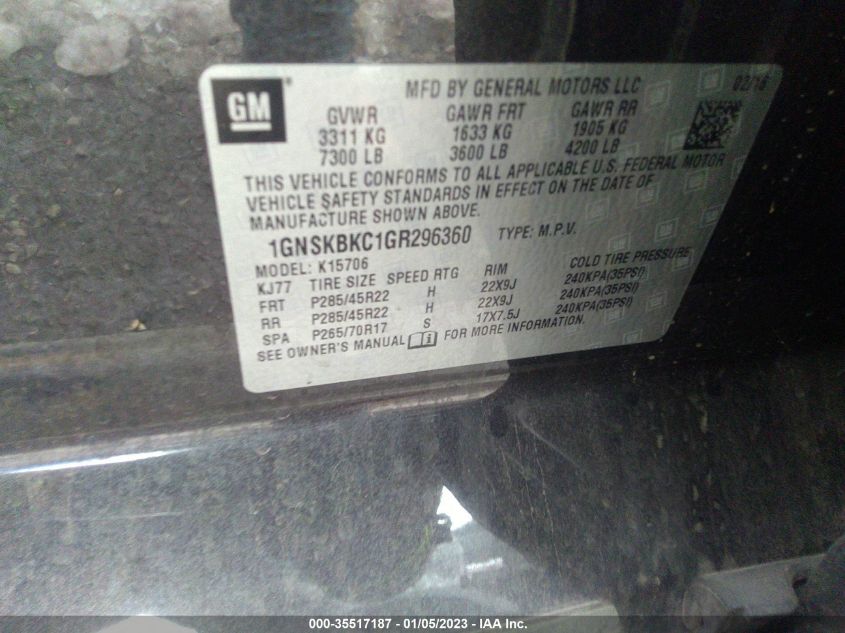 GM
MFD BY GENERAL MOTORS LLC 02/16
GVWR GAWR FRT GAWR RR
3311 KG 1633 KG 1905 KG
7300 LB 3600 LB 4200 LB
THIS VEHICLE CONFORMS TO ALL APPLICABLE U.S. FEDERAL MOTOR
VEHICLE SAFETY STANDARDS IN EFFECT ON THE DATE OF
MANUFACTURE SHOWN ABOVE.
1GNSKBKC1GR296360 TYPE: M.P.V.
MODEL: K15706
KJ77 TIRE SIZE SPEED RTG RIM COLD TIRE PRESSURE
FRT P285/45R22 H 22X9J 240KPA(35PSI)
RR P285/45R22 H 22X9J 240KPA(35PSI)
SPA P265/70R17 S 17X7.5J 240KPA(35PSI)
SEE OWNER'S MANUAL FOR MORE INFORMATION.
000-35517187 - 01/05/2023 - IAA Inc.